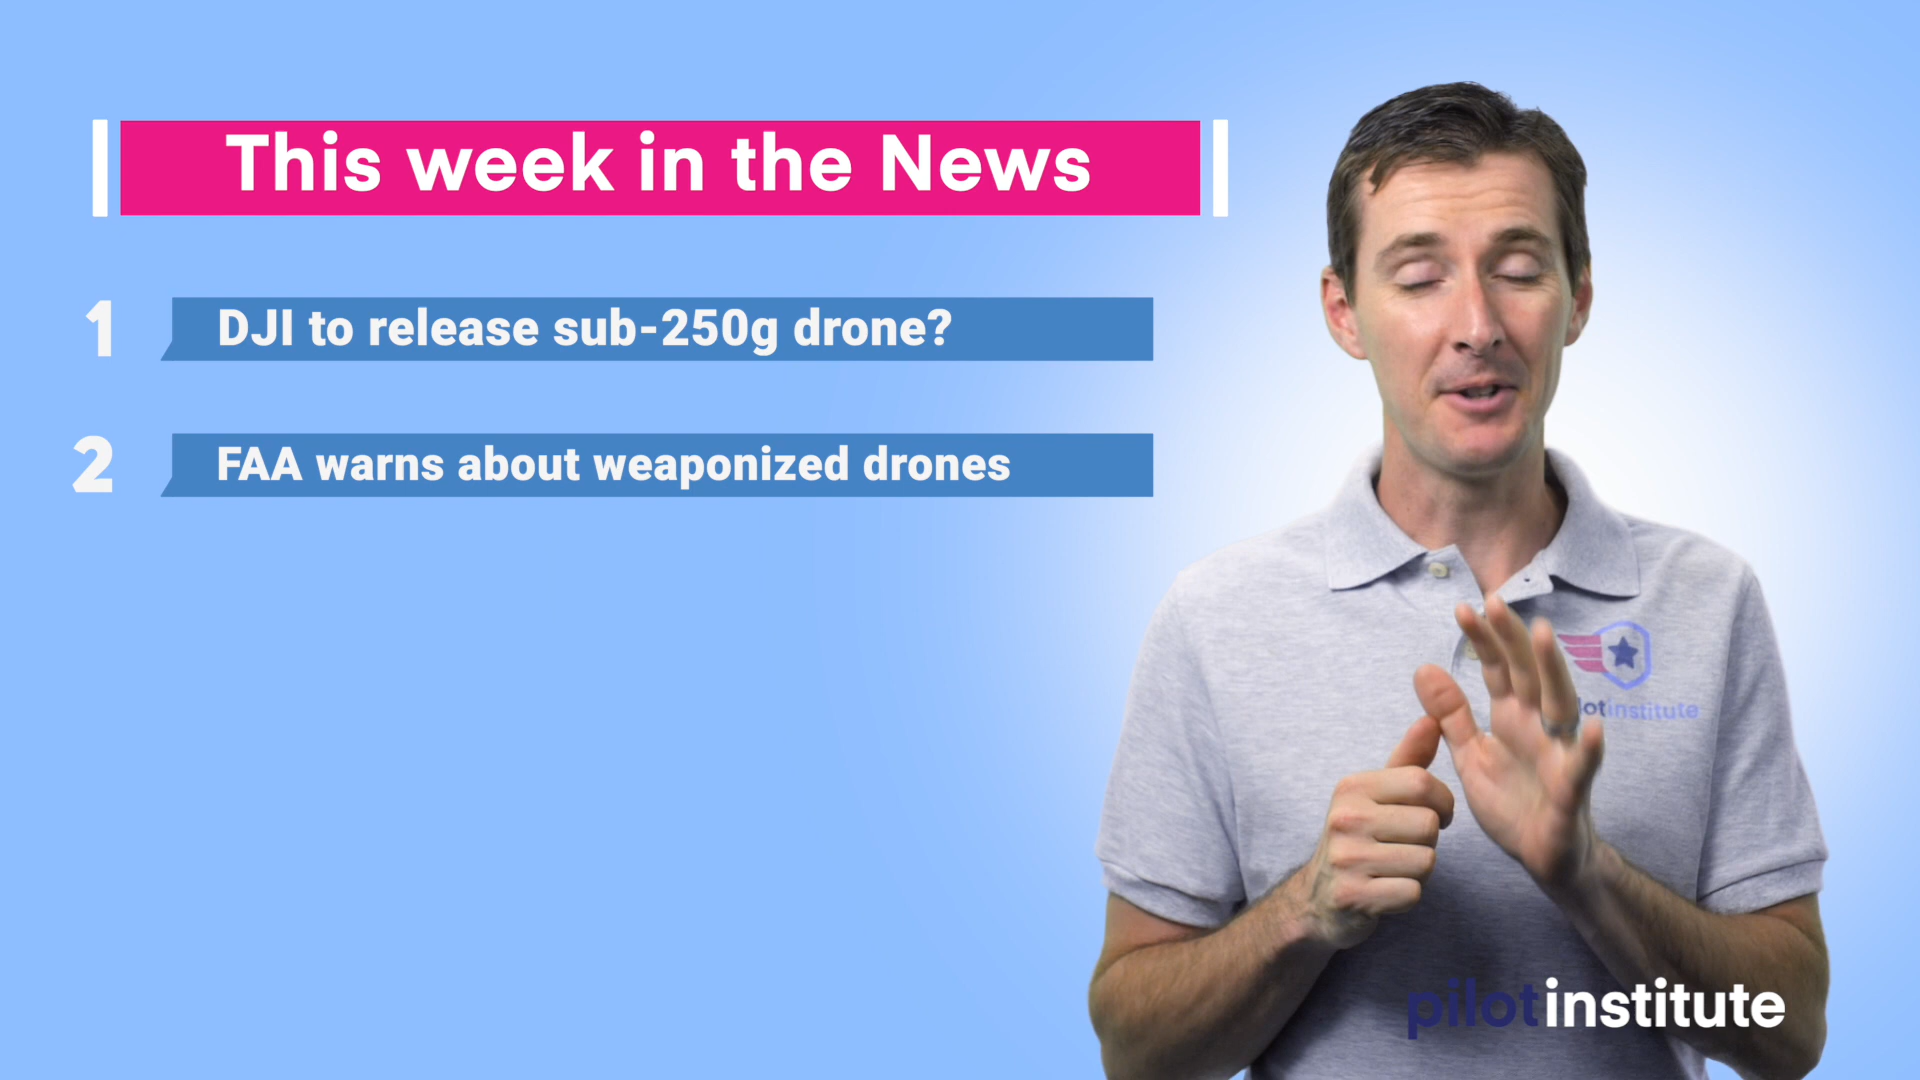 This week in the News
1 DJI to release sub-250g drone?
2 FAA warns about weaponized drones
lotinstitute
pilotinstitute